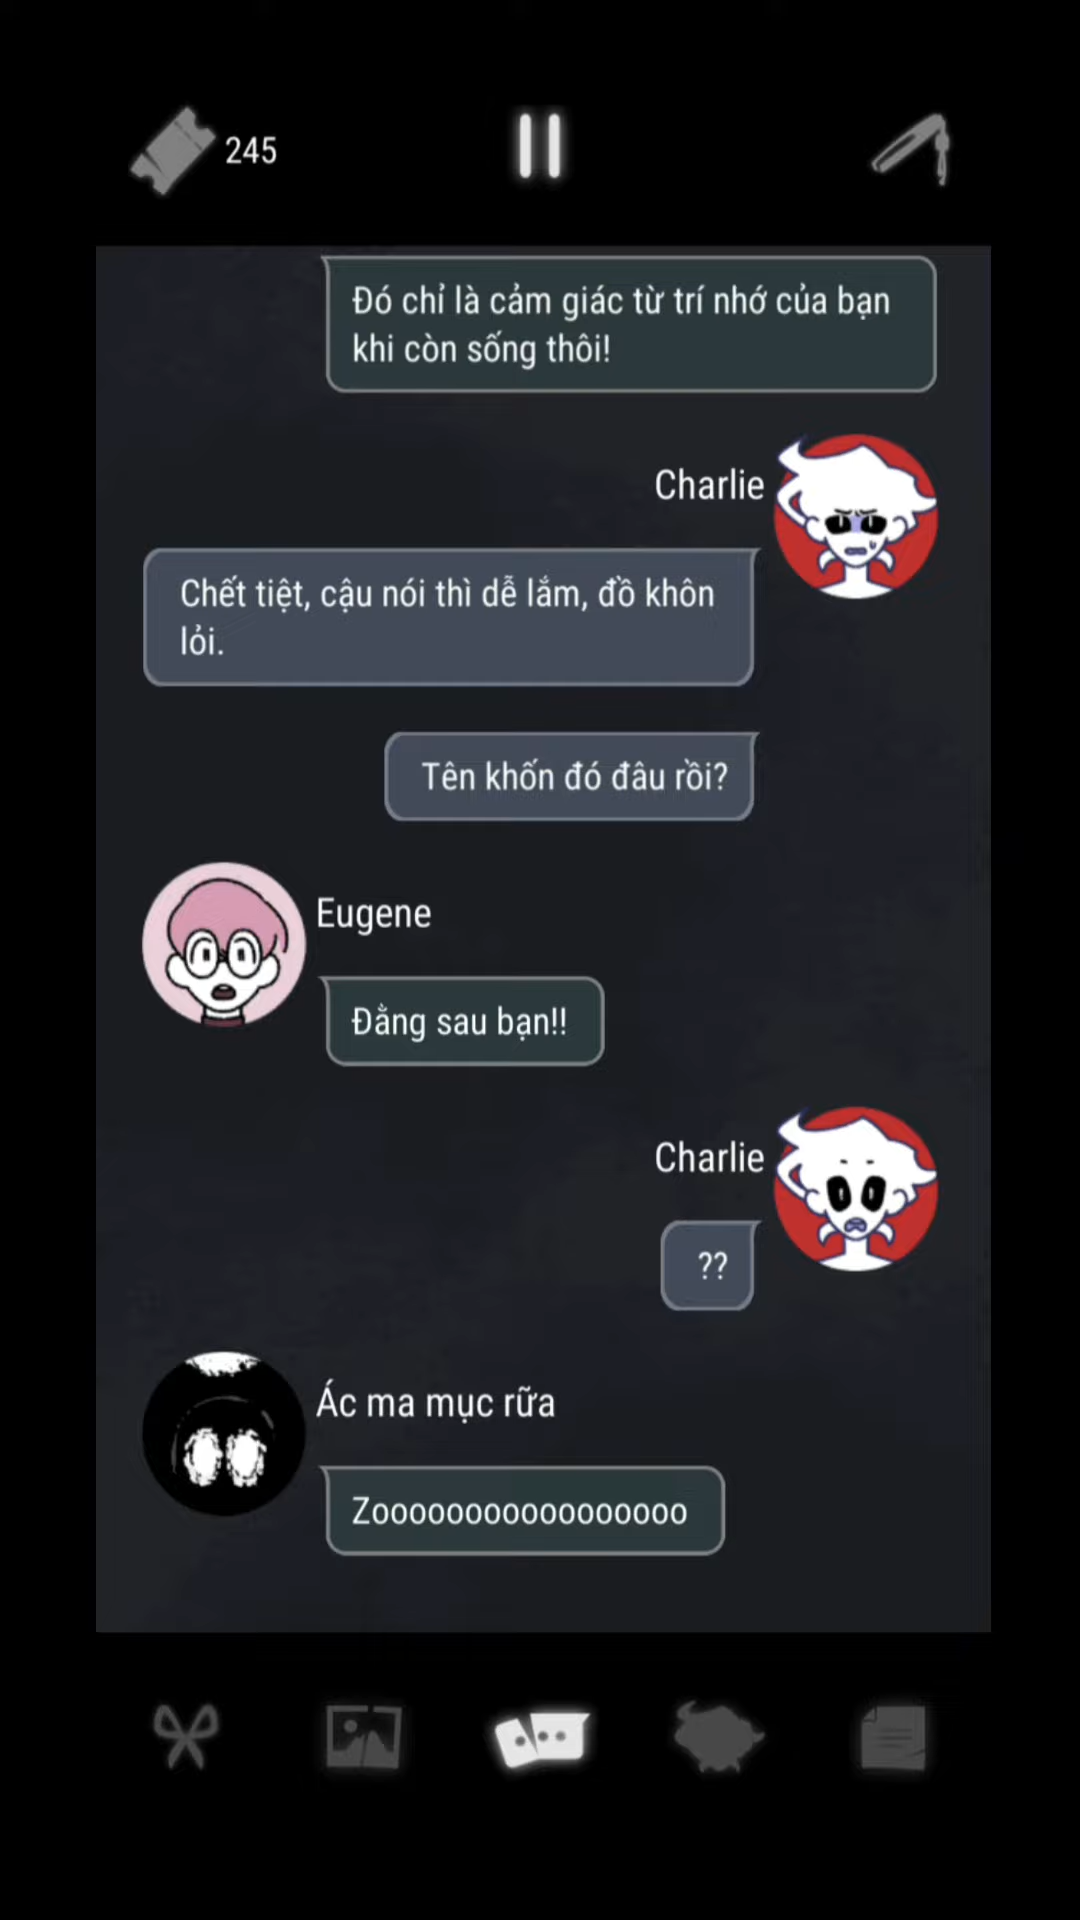 245
Đó chỉ là cảm giác từ trí nhớ của bạn
khi còn sống thôi!
Charlie
Chết tiệt, cậu nói thì dễ lắm, đồ khôn
lỏi.
Tên khốn đó đâu rồi?
Eugene
Đằng sau bạn!!
Charlie
??
Ác ma mục rữa
Zooooooooooooooooo